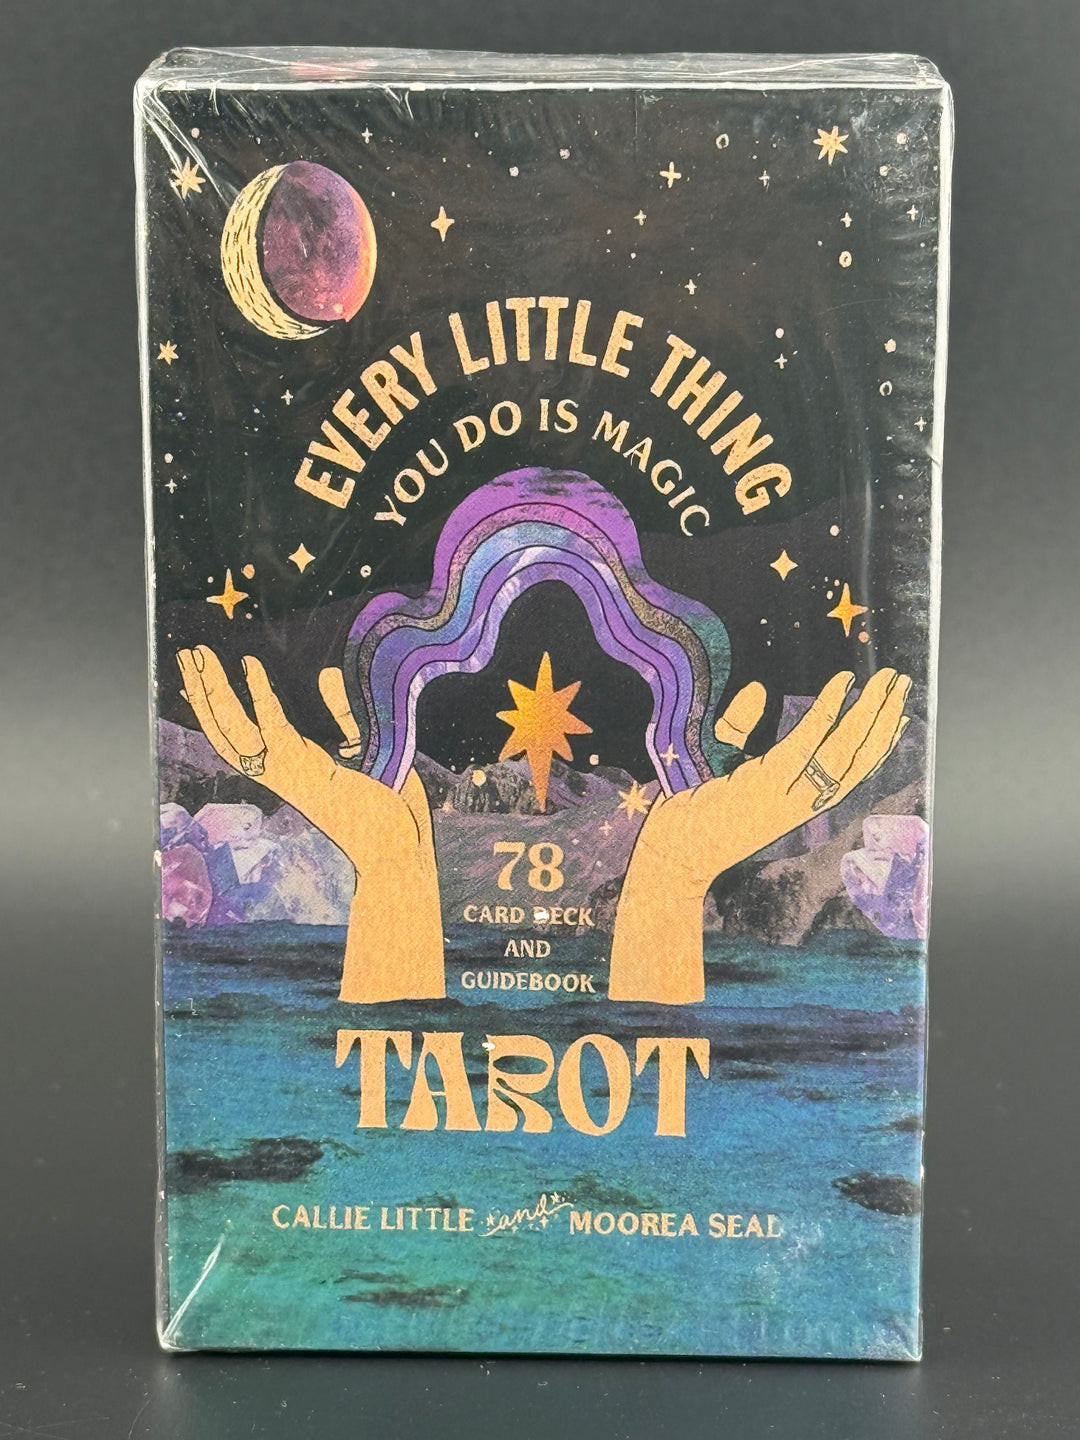 EVERY LITTLE THING
YOU DO IS MAGIC
78
CARD DECK
AND
GUIDEBOOK
TAROT
CALLIE LITTLE and MOOREA SEAL